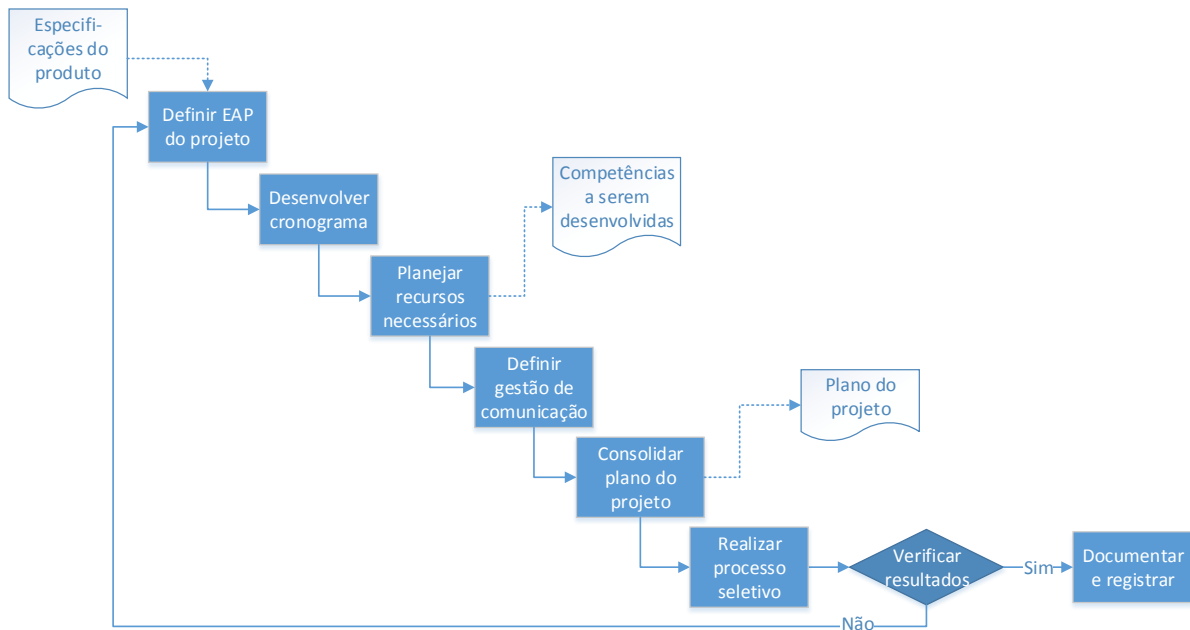 Especifi-
cações do
produto
Definir EAP
do projeto
Desenvolver
cronograma
Competências
a serem
desenvolvidas
Planejar
recursos
necessários
Definir
gestão de
comunicação
Plano do
projeto
Consolidar
plano do
projeto
Realizar
processo
seletivo
Verificar
resultados
Sim
Documentar
e registrar
Não